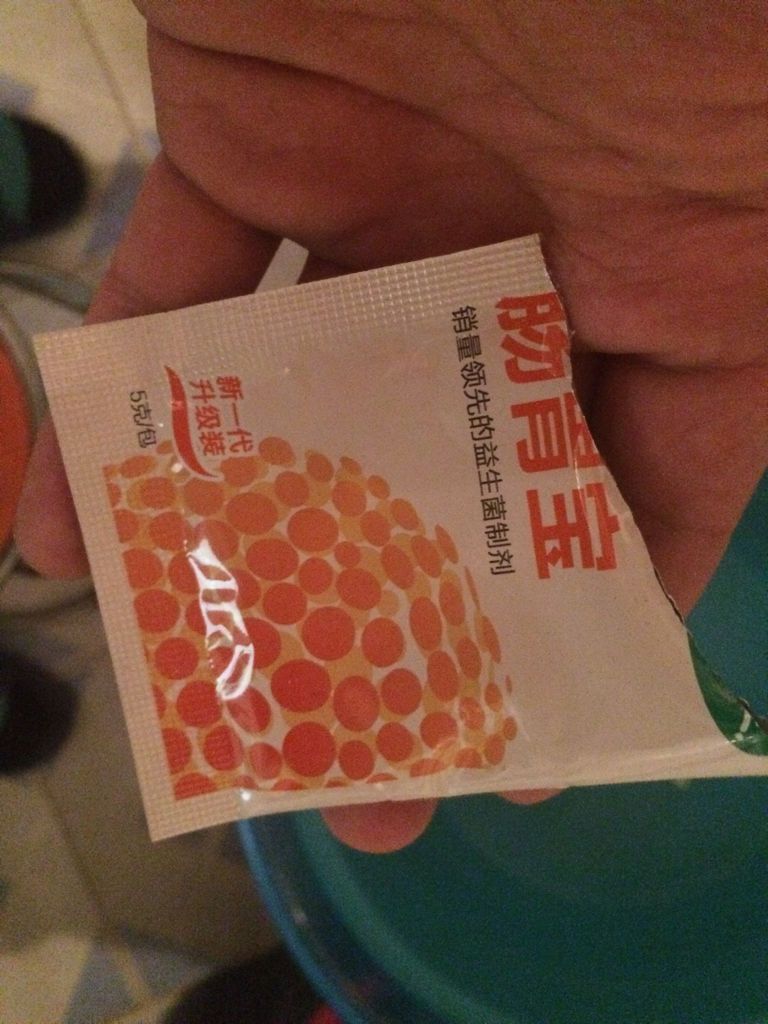 肠胃宝
销量领先的益生菌制剂
新一代
升级装
5克/包